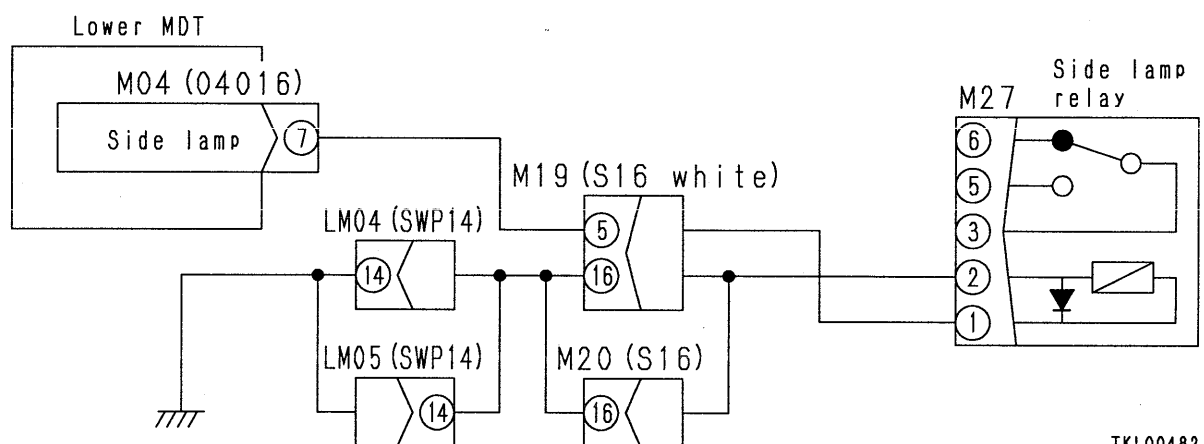 Lower MDT
M04 (04016)
Side lamp
7
M19 (S16 white)
5
16
LM04 (SWP14)
14
LM05 (SWP14)
14
M20 (S16)
16
Side lamp
relay
M27
6
5
3
2
1